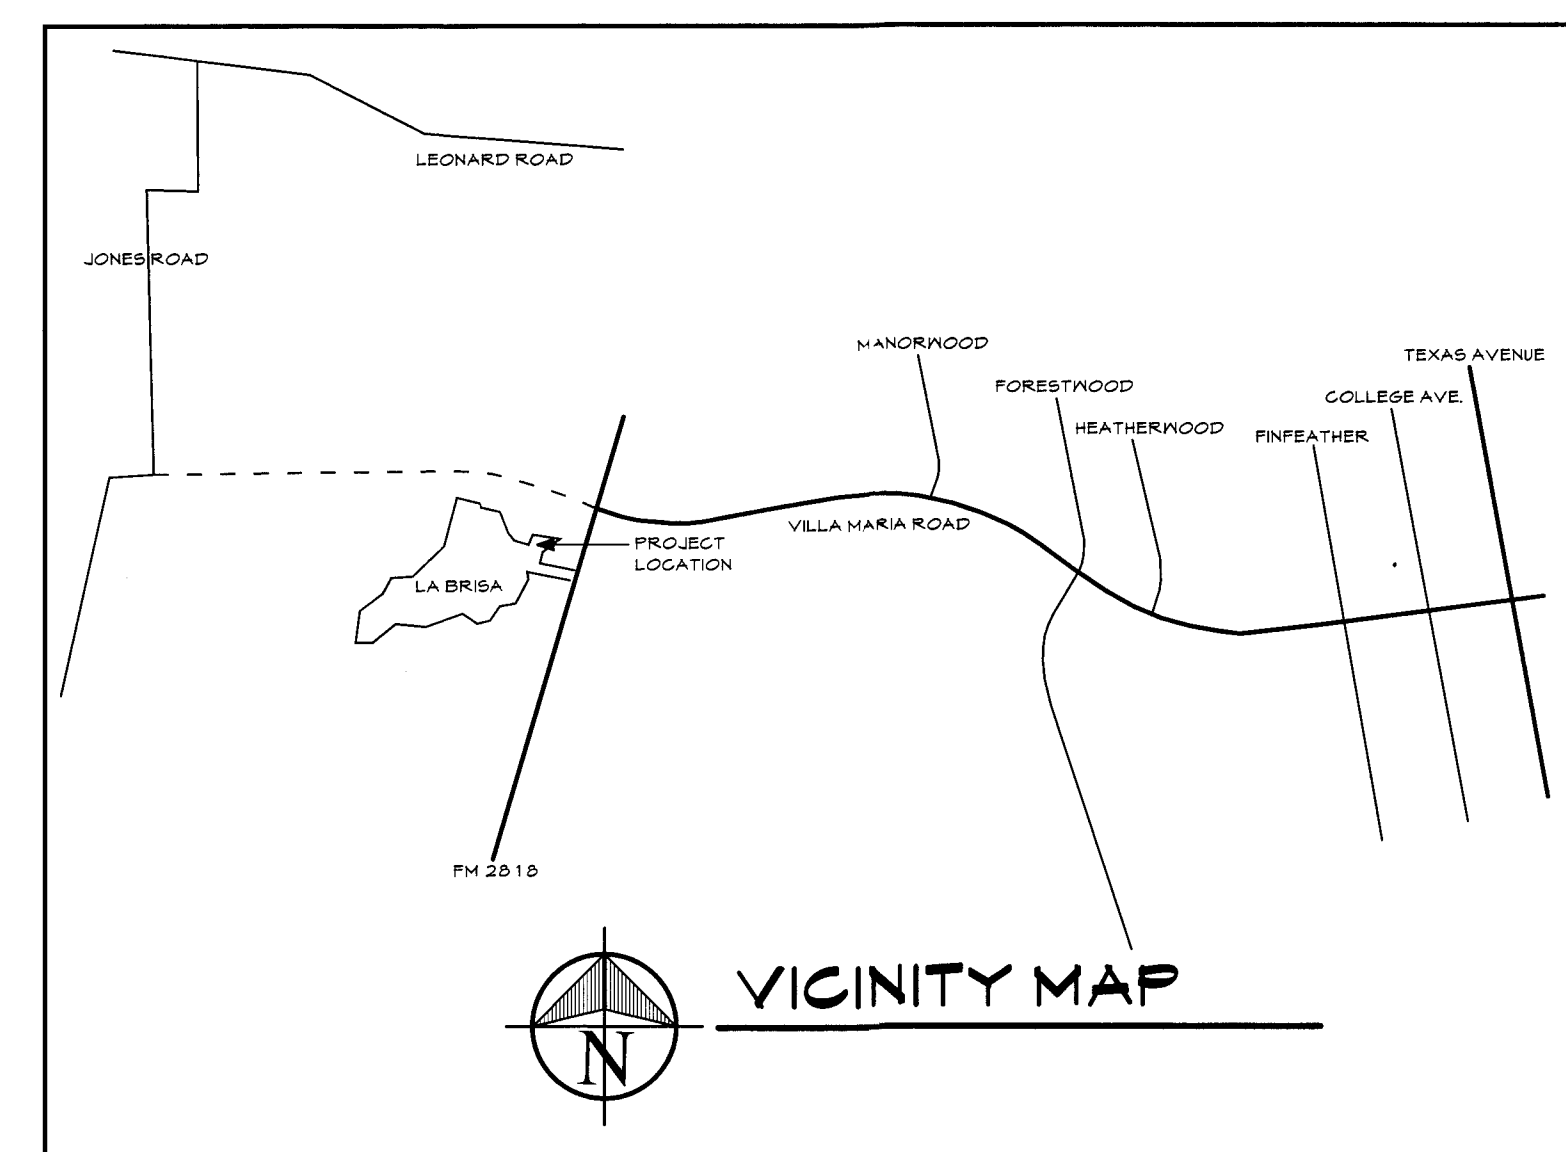 LEONARD ROAD
JONES ROAD
MANORWOOD
TEXAS AVENUE
FORESTWOOD
COLLEGE AVE.
HEATHERWOOD
FINFEATHER
VILLA MARIA ROAD
PROJECT
LOCATION
LA BRISA
FM 2818
VICINITY MAP
N